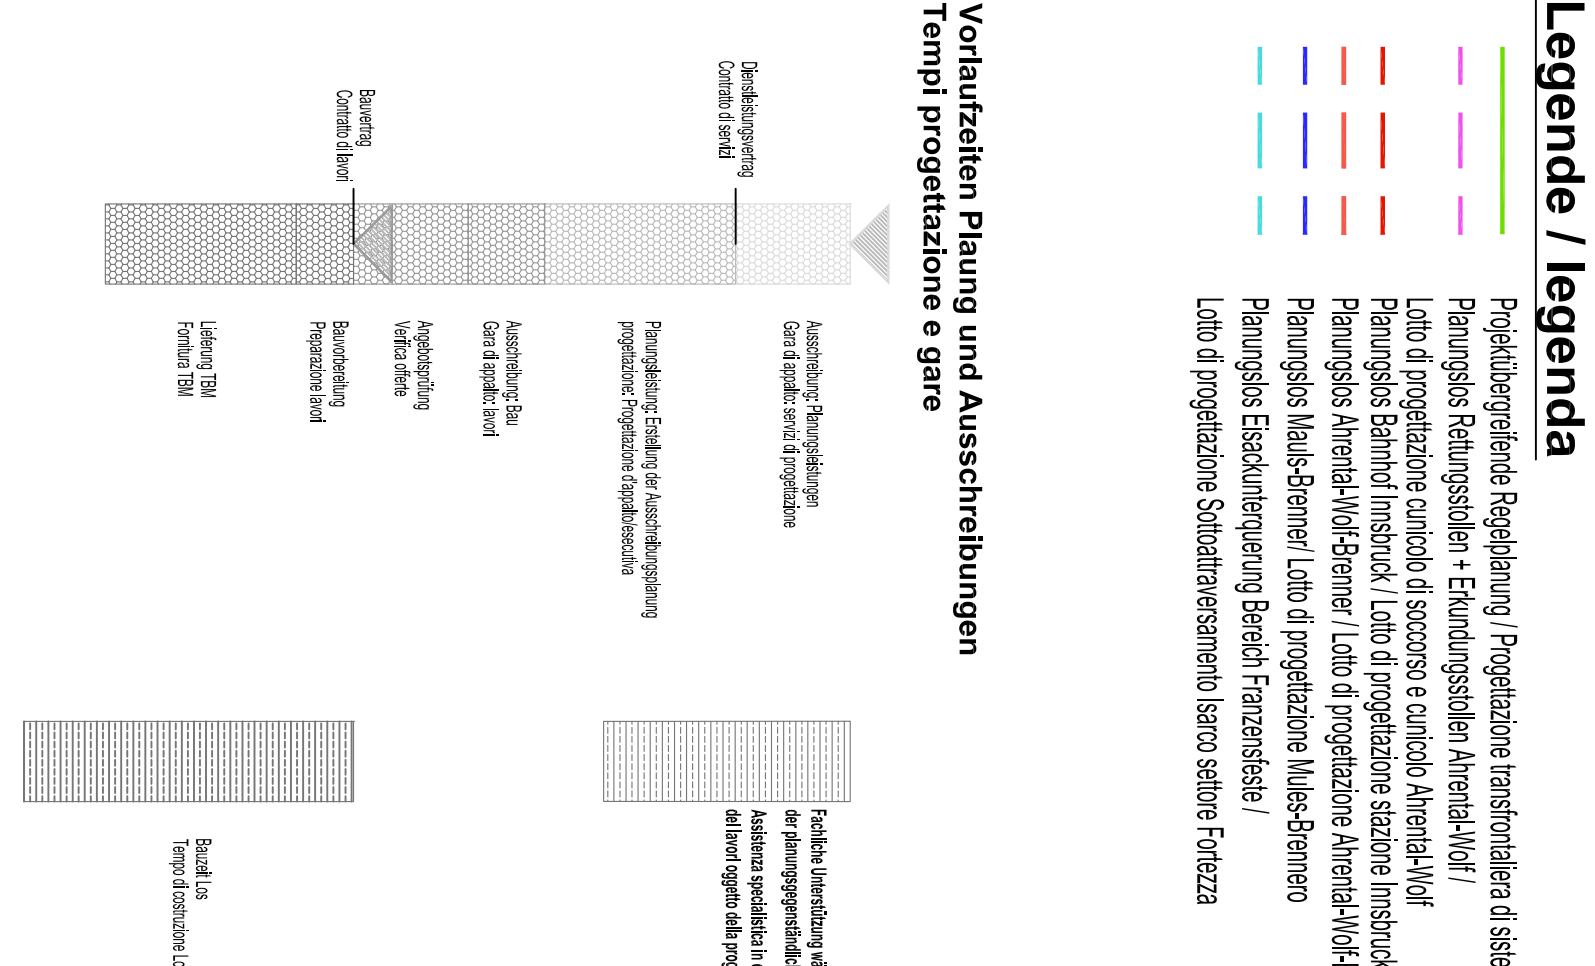 Legende / legenda
Projektübergreifende Regelplanung / Progettazione transfrontaliera di
Planungslos Rettungsstollen + Erkundungsstollen Ahrental-Wolf /
Lotto di progettazione cunicolo di soccorso e cunicolo Ahrental-Wolf
Planungslos Bahnhof Innsbruck / Lotto di progettazione stazione Innsbruck
Planungslos Ahrental-Wolf-Brenner / Lotto di progettazione Ahrental-Wolf-
Planungslos Mauls-Brenner/ Lotto di progettazione Mules-Brennero
Planungslos Eisackunterquerung Bereich Franzensfeste /
Lotto di progettazione Sottoattraversamento Isarco settore Fortezza
Vorlaufzeiten Plaung und Ausschreibungen
Tempi progettazione e gare
Dienstleistungsvertrag
Contratto di servizi
Bauvertrag
Contratto di lavori
Ausschreibung: Planungsleistungen
Gara di appalto: servizi di progettazione
Planungsleistung: Erstellung der Ausschreibungsplanung
progettazione: Progettazione d'appalto/esecutiva
Ausschreibung: Bau
Gara di appalto: lavori
Angebotsprüfung
Verifica offerte
Bauvorbereitung
Preparazione lavori
Lieferung TBM
Fornitura TBM
Fachliche Unterstützung
der
Assistenza specialistica in
dei lavori oggetto della
Bauzeit Los
Tempo di costruzione